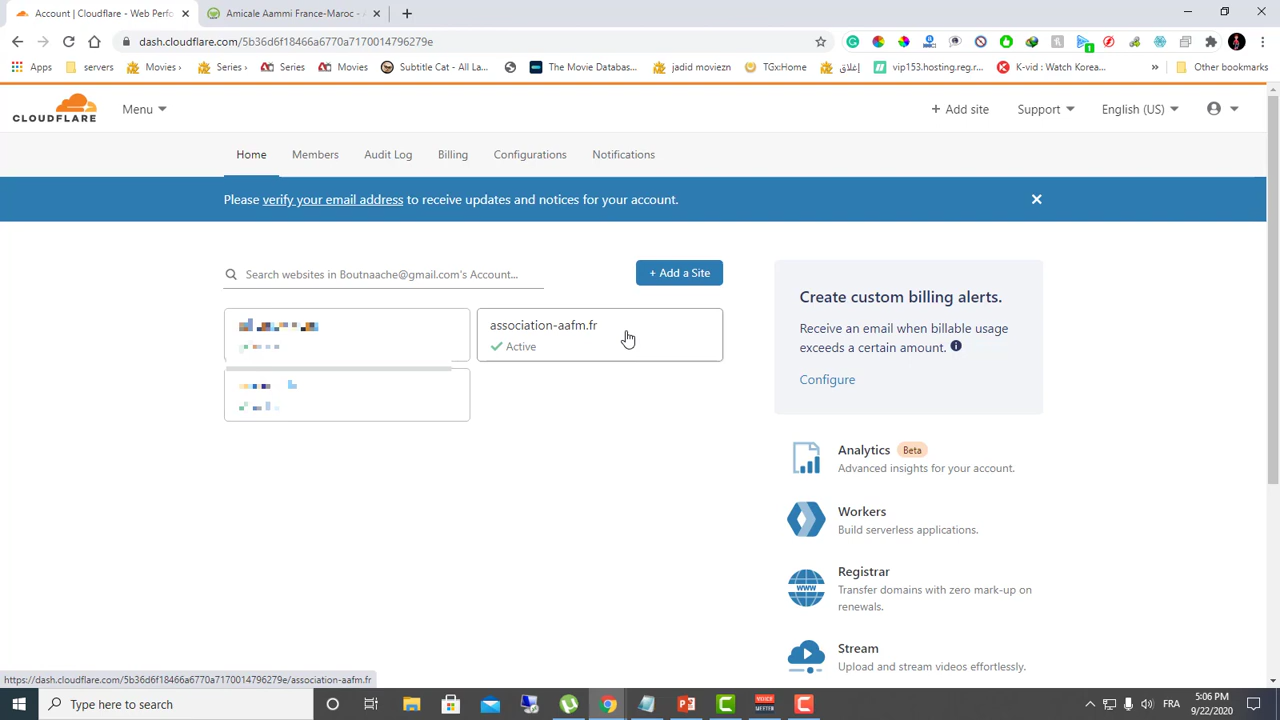 Account | Cloudflare - Web Perfo
Amicale Aammi France-Maroc -
dash.cloudflare.com/5b36d6f18466a6770a7170014796279e
Apps
servers
Movies ›
Series ›
Series
Movies
Subtitle Cat - All La...
The Movie Databas...
jadid moviezn
TGx:Home
إغلاق
vip153.hosting.reg.r...
K-vid : Watch Korea...
»
Other bookmarks
CLOUDFLARE
Menu
+ Add site
Support
English (US)
Home
Members
Audit Log
Billing
Configurations
Notifications
Please verify your email address to receive updates and notices for your account.
Search websites in Boutnaache@gmail.com's Account...
+ Add a Site
association-aafm.fr
Active
Create custom billing alerts.
Receive an email when billable usage
exceeds a certain amount.
Configure
Analytics Beta
Advanced insights for your account.
Workers
Build serverless applications.
WWW
Registrar
Transfer domains with zero mark-up on
renewals.
Stream
Upload and stream videos effortlessly.
https://dash.cloudflare.com/5b36d6f18466a6770a7170014796279e/association-aafm.fr
Type here to search
FR
5:06 PM
9/22/2020